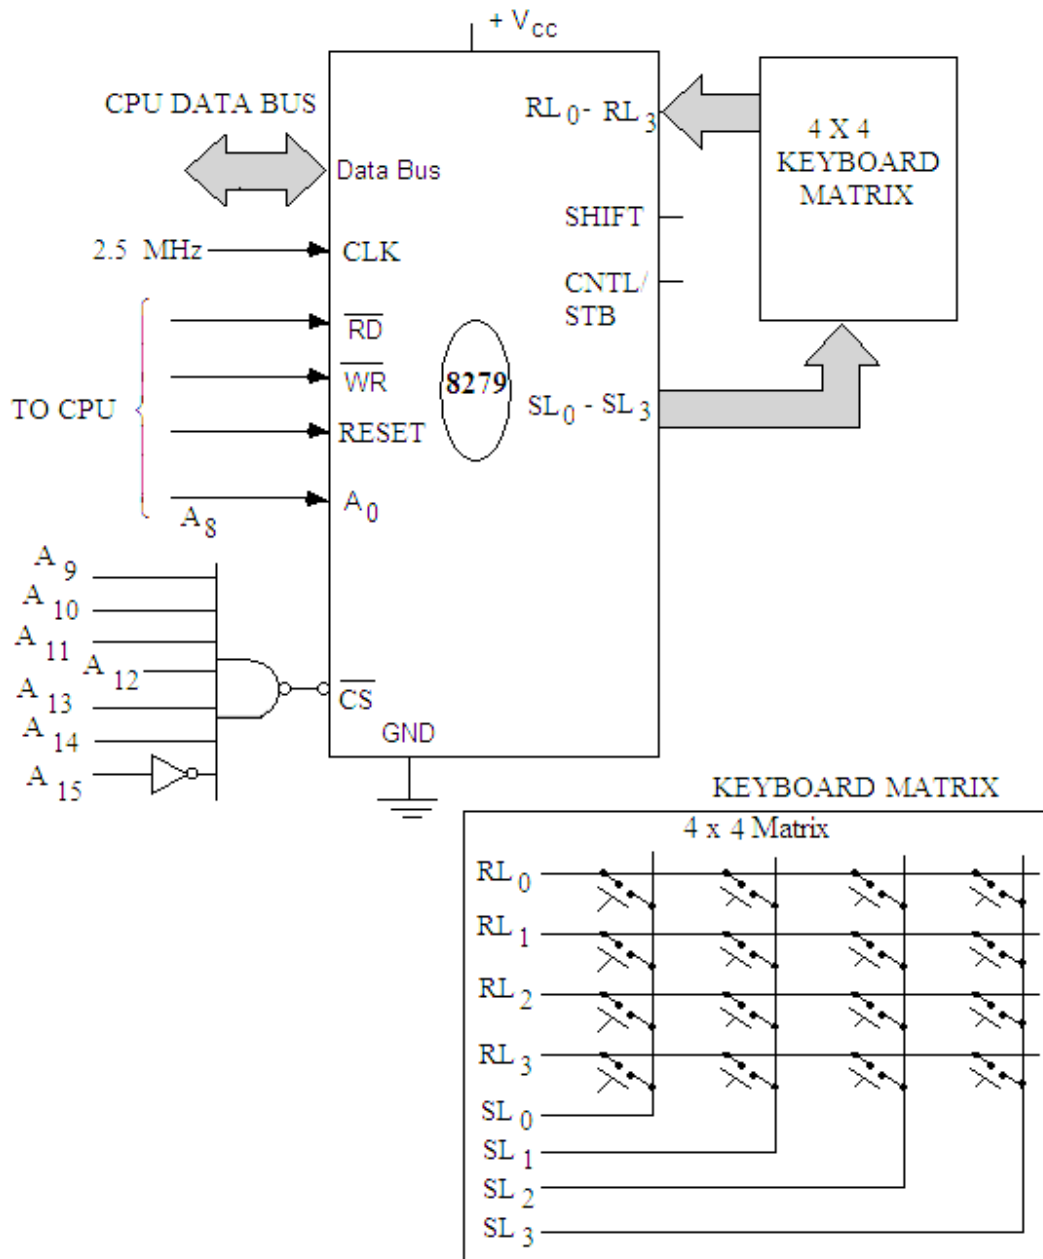 + VCC
CPU DATA BUS
Data Bus
2.5 MHz
CLK
RD
WR
TO CPU
RESET
A0
A8
A9
A10
A11
A12
A13
A14
A15
CS
GND
8279
RL0 - RL3
SHIFT
CNTL/
STB
SL0 - SL3
4 X 4
KEYBOARD
MATRIX
KEYBOARD MATRIX
4 x 4 Matrix
RL0
RL1
RL2
RL3
SL0
SL1
SL2
SL3